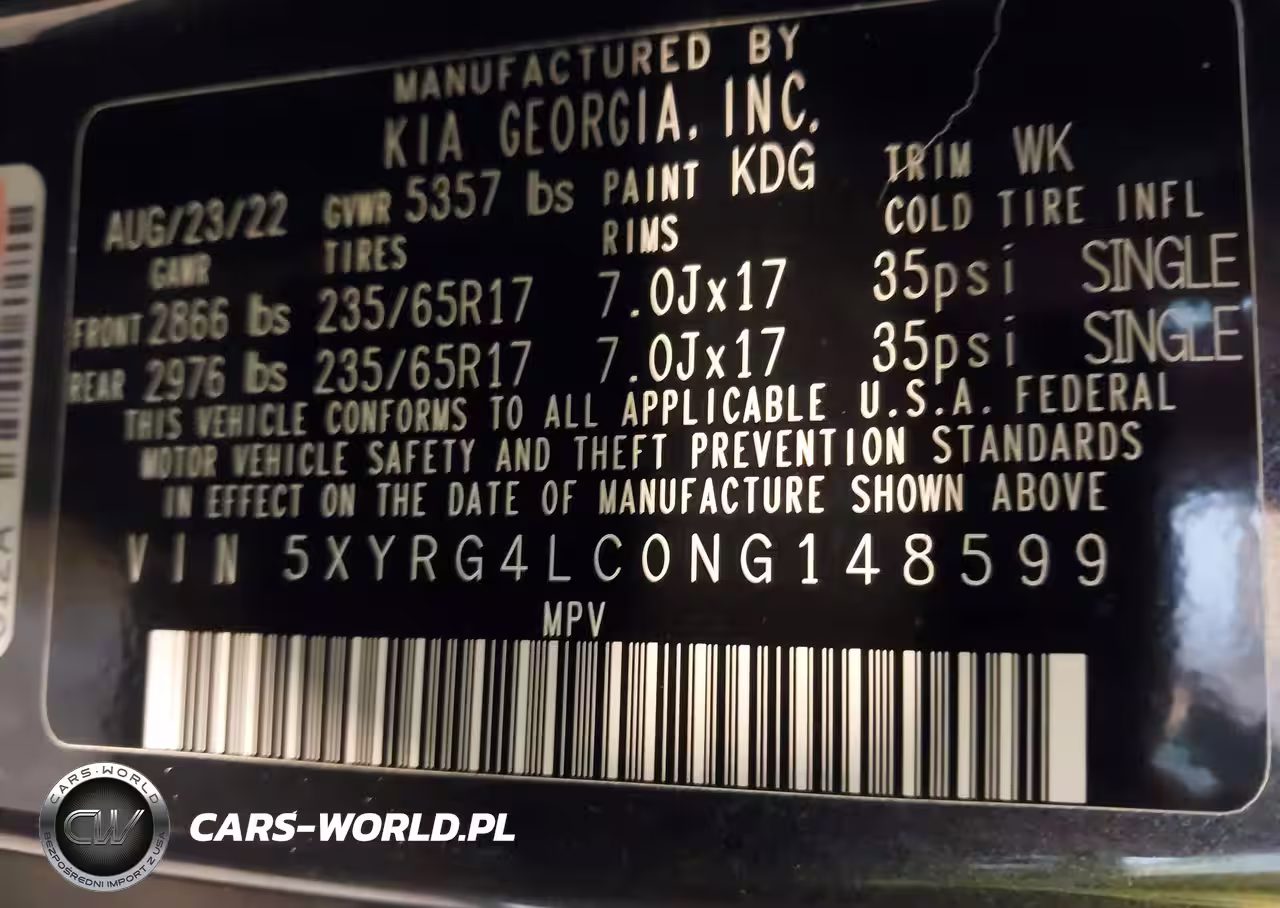 MANUFACTURED BY
KIA GEORGIA, INC.
AUG/23/22 GVWR 5357 lbs PAINT KDG TRIM WK
GAWR TIRES RIMS COLD TIRE INFL
FRONT 2866 lbs 235/65R17 7.0Jx17 35psi SINGLE
REAR 2976 lbs 235/65R17 7.0Jx17 35psi SINGLE
THIS VEHICLE CONFORMS TO ALL APPLICABLE U.S.A. FEDERAL
MOTOR VEHICLE SAFETY AND THEFT PREVENTION STANDARDS
IN EFFECT ON THE DATE OF MANUFACTURE SHOWN ABOVE
VIN 5XYRG4LC0NG148599
MPV
CARS-WORLD
CW
BEZPOŚREDNI IMPORT Z USA
CARS-WORLD.PL